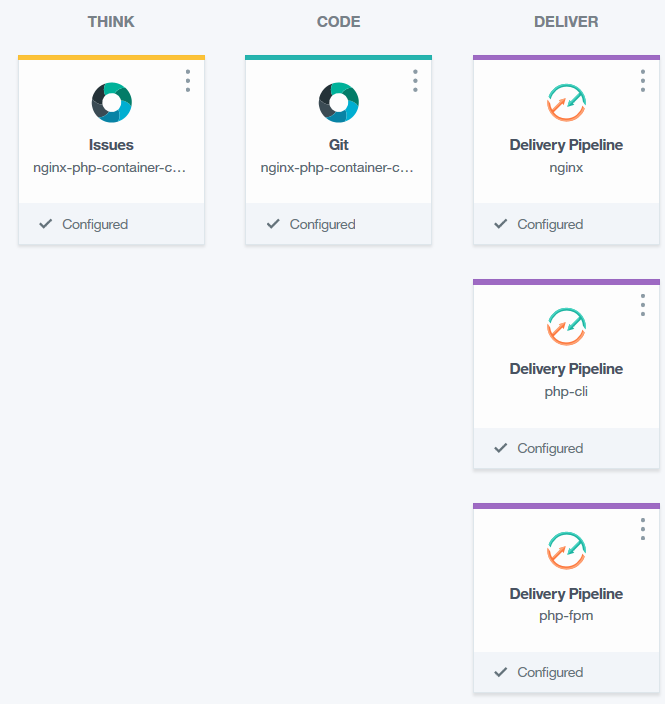 THINK
CODE
DELIVER
Issues
nginx-php-container-c...
Configured
Git
nginx-php-container-c...
Configured
Delivery Pipeline
nginx
Configured
Delivery Pipeline
php-cli
Configured
Delivery Pipeline
php-fpm
Configured